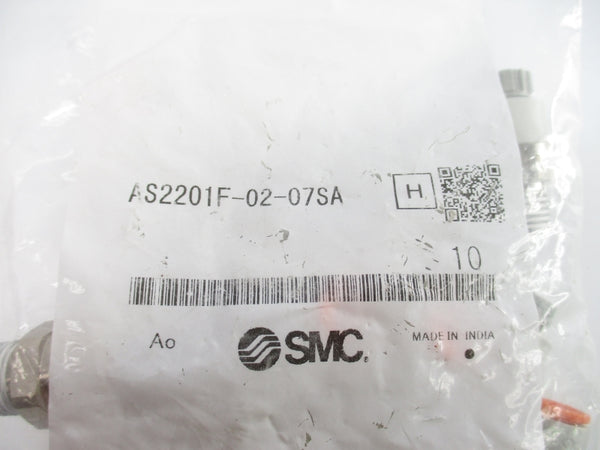 AS2201F-02-07SA
H
10
Ao
SMC.
MADE IN INDIA